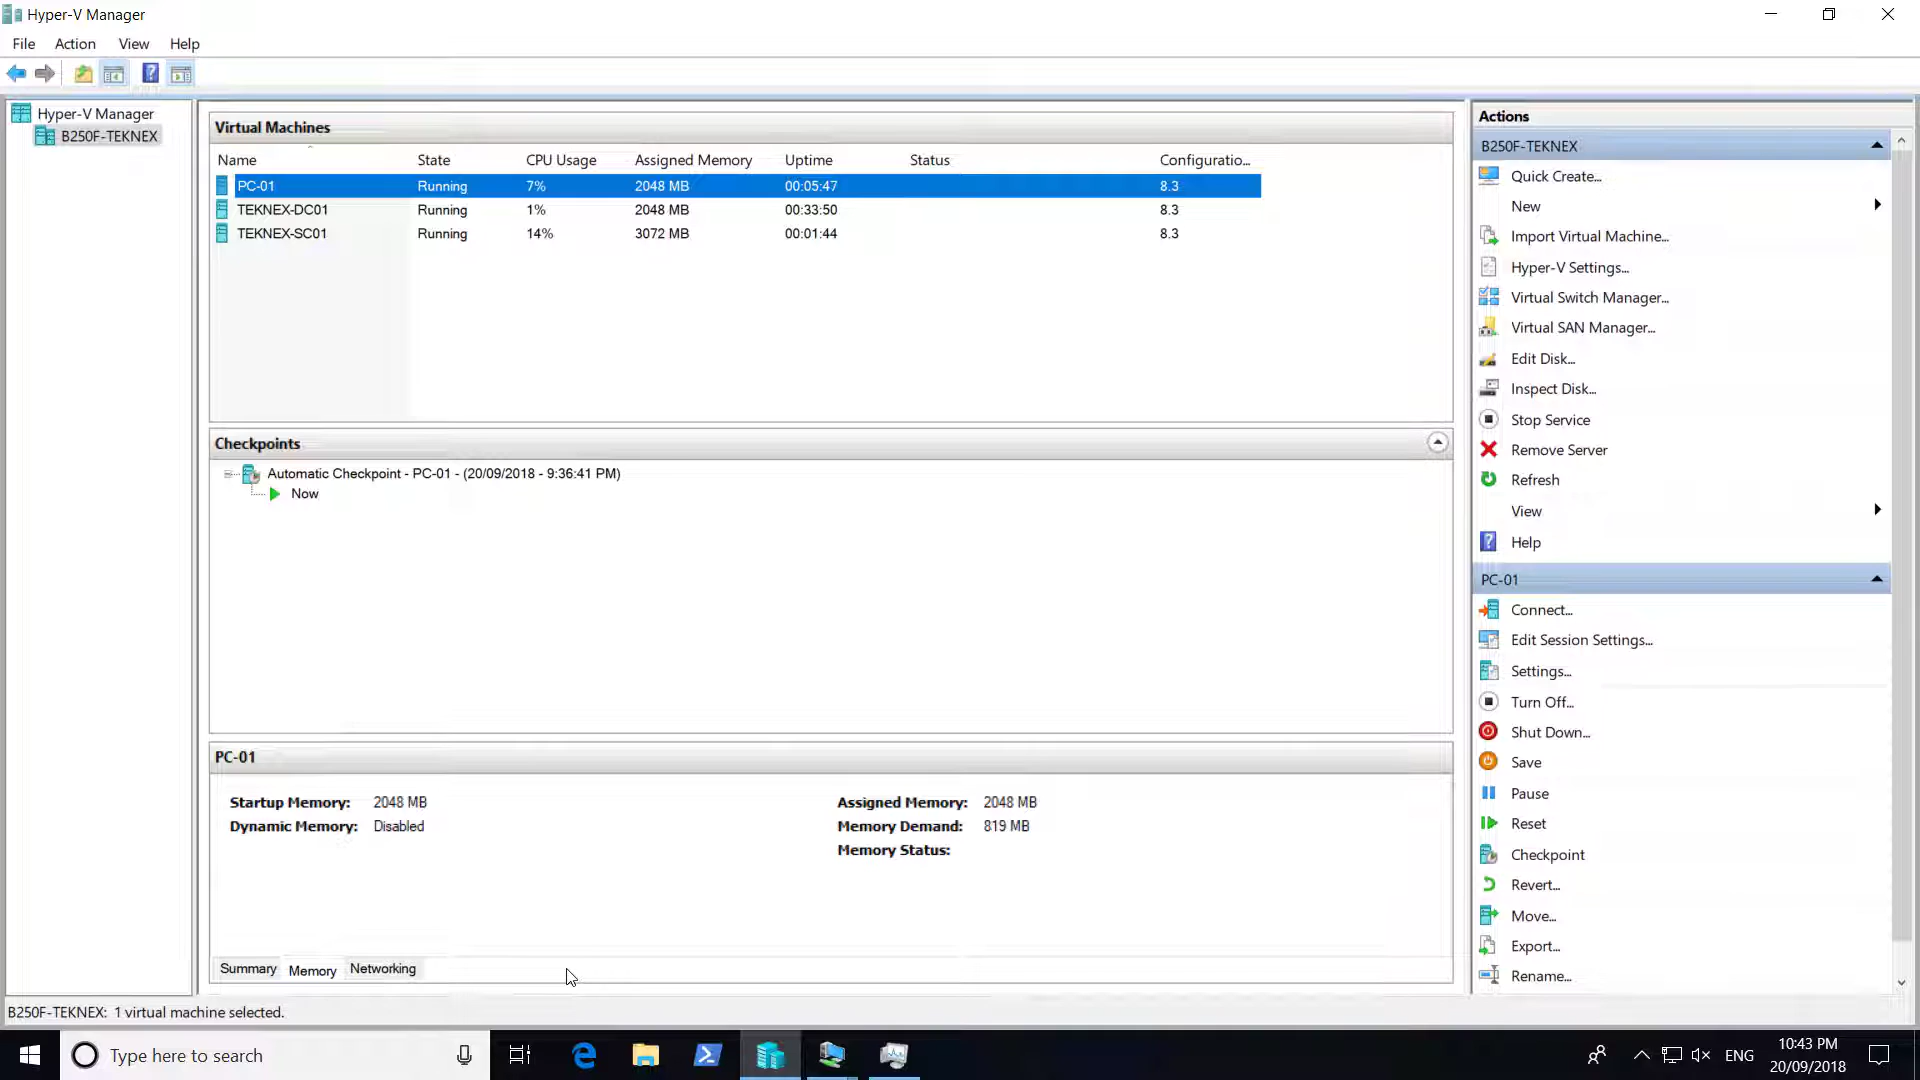 Hyper-V Manager
File Action View Help
Hyper-V Manager
B250F-TEKNEX
Virtual Machines
Name State CPU Usage Assigned Memory Uptime Status Configuratio...
PC-01 Running 7% 2048 MB 00:05:47 8.3
TEKNEX-DC01 Running 1% 2048 MB 00:33:50 8.3
TEKNEX-SC01 Running 14% 3072 MB 00:01:44 8.3
Checkpoints
Automatic Checkpoint - PC-01 - (20/09/2018 - 9:36:41 PM)
Now
PC-01
Startup Memory: 2048 MB
Dynamic Memory: Disabled
Assigned Memory: 2048 MB
Memory Demand: 819 MB
Memory Status:
Summary Memory Networking
Actions
B250F-TEKNEX
Quick Create...
New
Import Virtual Machine...
Hyper-V Settings...
Virtual Switch Manager...
Virtual SAN Manager...
Edit Disk...
Inspect Disk...
Stop Service
Remove Server
Refresh
View
Help
PC-01
Connect...
Edit Session Settings...
Settings...
Turn Off...
Shut Down...
Save
Pause
Reset
Checkpoint
Revert...
Move...
Export...
Rename...
B250F-TEKNEX: 1 virtual machine selected.
Type here to search
ENG
10:43 PM
20/09/2018